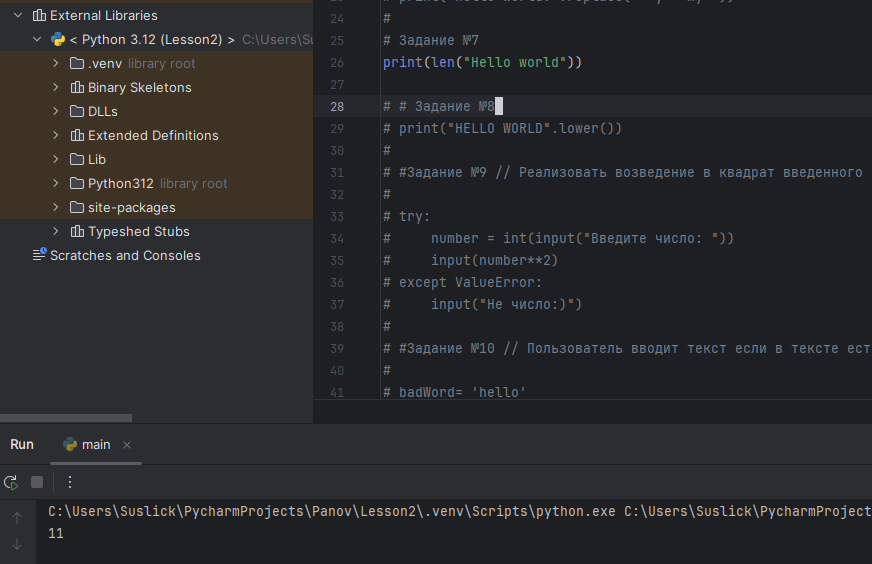 External Libraries
< Python 3.12 (Lesson2) > C:\Users\Su
.venv library root
Binary Skeletons
DLLs
Extended Definitions
Lib
Python312 library root
site-packages
Typeshed Stubs
Scratches and Consoles
24 #
25 # Задание №7
26 print(len("Hello world"))
27
28 # # Задание №8
29 # print("HELLO WORLD".lower())
30 #
31 # #Задание №9 // Реализовать возведение в квадрат введенного
32 #
33 # try:
34 #     number = int(input("Введите число: "))
35 #     input(number**2)
36 # except ValueError:
37 #     input("Не число:)")
38 #
39 # #Задание №10 // Пользователь вводит текст если в тексте ест
40 #
41 # badWord= 'hello'
Run main
C:\Users\Suslick\PycharmProjects\Panov\Lesson2\.venv\Scripts\python.exe C:\Users\Suslick\PycharmProject
11